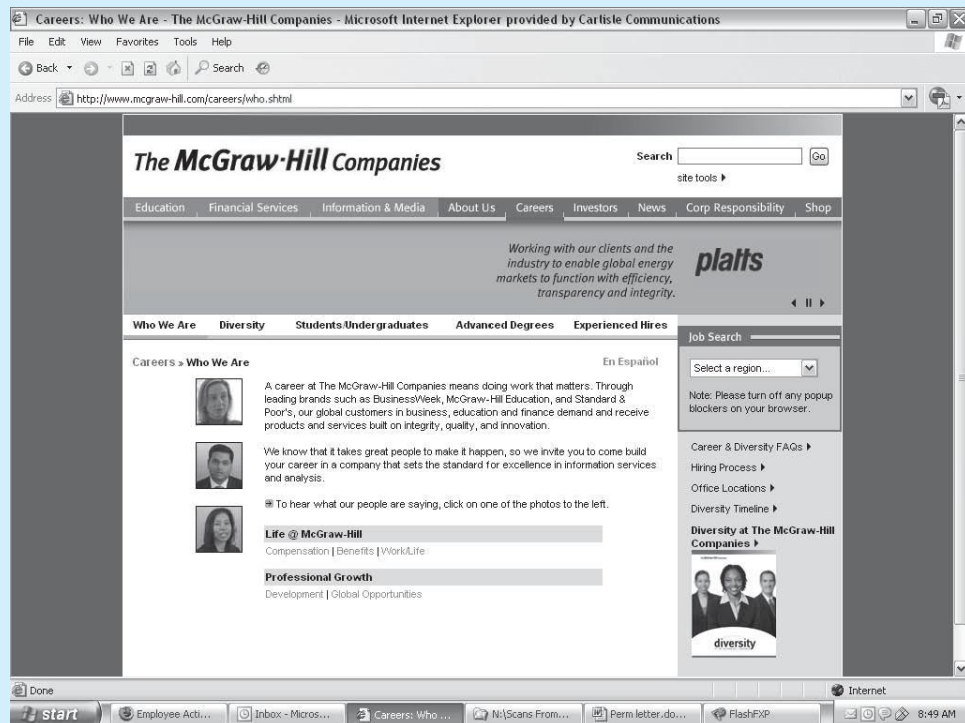 Careers: Who We Are - The McGraw-Hill Companies - Microsoft Internet Explorer provided by Carlisle Communications
File Edit View Favorites Tools Help
Back Search
Address http://www.mcgraw-hill.com/careers/who.shtml
The McGraw·Hill Companies
Search Go
site tools
Education Financial Services Information & Media About Us Careers Investors News Corp Responsibility Shop
Working with our clients and the
industry to enable global energy
markets to function with efficiency,
transparency and integrity.
platts
Who We Are Diversity Students/Undergraduates Advanced Degrees Experienced Hires
Careers » Who We Are En Español
A career at The McGraw-Hill Companies means doing work that matters. Through
leading brands such as BusinessWeek, McGraw-Hill Education, and Standard &
Poor's, our global customers in business, education and finance demand and receive
products and services built on integrity, quality, and innovation.
We know that it takes great people to make it happen, so we invite you to come build
your career in a company that sets the standard for excellence in information services
and analysis.
To hear what our people are saying, click on one of the photos to the left.
Life @ McGraw-Hill
Compensation | Benefits | Work/Life
Professional Growth
Development | Global Opportunities
Job Search
Select a region...
Note: Please turn off any popup
blockers on your browser.
Career & Diversity FAQs
Hiring Process
Office Locations
Diversity Timeline
Diversity at The McGraw-Hill
Companies
diversity
Done Internet
start Employee Acti... Inbox - Micros... Careers: Who ... N:\Scans From... Perm letter.do... FlashFXP 8:49 AM